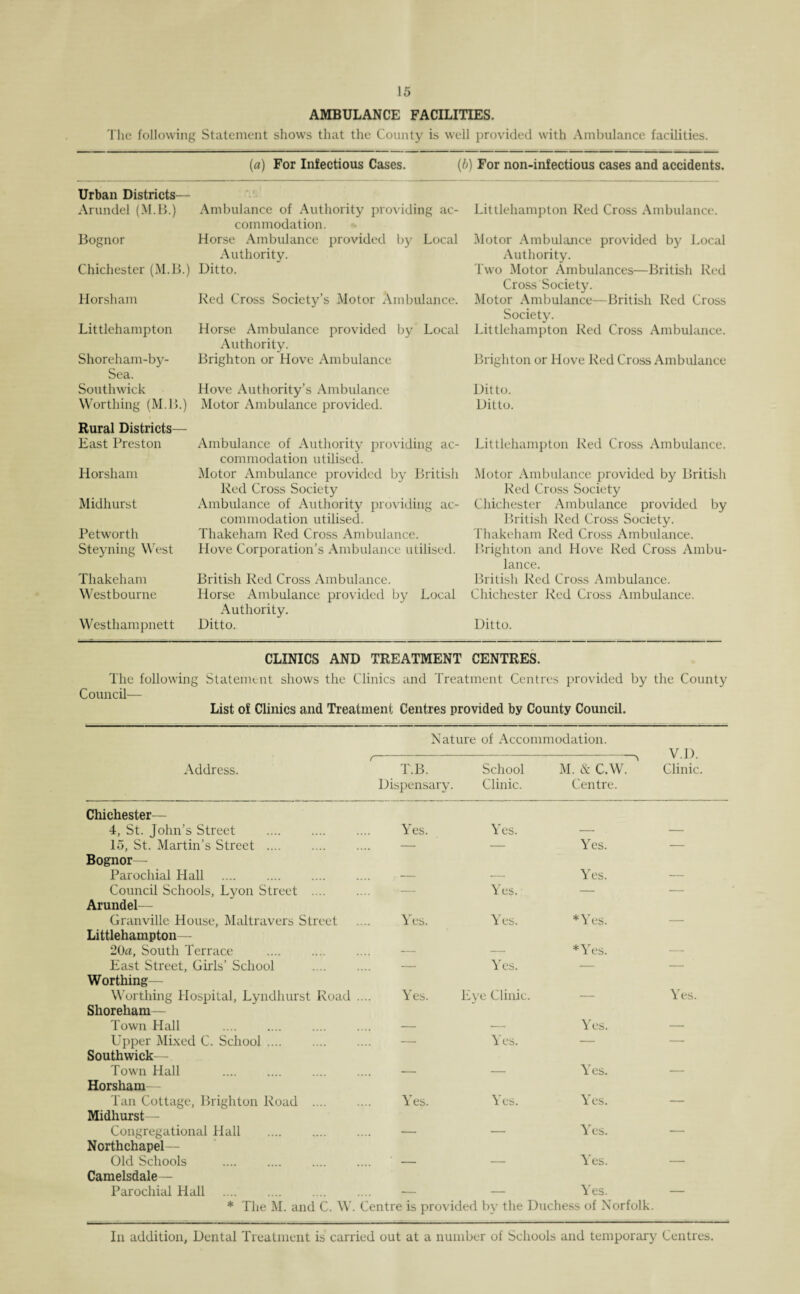 15
AMBULANCE FACILITIES.
The following Statement shows that the County is well provided with Ambulance facilities.
(a) For Infectious Cases. (b) For non-infectious cases and accidents.
Urban Districts—
Arundel (M.B.) Ambulance of Authority providing ac- Littlehampton Red Cross Ambulance.
commodation.
Bognor Horse Ambulance provided by Local Motor Ambulance provided by Local
Authority. Authority.
Chichester (M.B.) Ditto. Two Motor Ambulances—British Red
Cross Society.
Horsham Red Cross Society's Motor Ambulance. Motor Ambulance—British Red Cross
Society.
Littlehampton Horse Ambulance provided by Local Littlehampton Red Cross Ambulance.
Authority.
Shoreham-by- Brighton or Hove Ambulance Brighton or Hove Red Cross Ambulance
Sea.
Southwick Hove Authority's Ambulance Ditto.
Worthing (M.B.) Motor Ambulance provided. Ditto.
Rural Districts—
East Preston Ambulance of Authority providing ac- Littlehampton Red Cross Ambulance.
commodation utilised.
Horsham Motor Ambulance provided by British Motor Ambulance provided by British
Red Cross Society Red Cross Society
Midhurst Ambulance of Authority providing ac- Chichester Ambulance provided by
commodation utilised. British Red Cross Society.
Petworth Thakeham Red Cross Ambulance. Thakeham Red Cross Ambulance.
Steyning West Hove Corporation's Ambulance utilised. Brighton and Hove Red Cross Ambu-
lance.
Thakeham British Red Cross Ambulance. British Red Cross Ambulance.
Westbourne Horse Ambulance provided by Local Chichester Red Cross Ambulance.
Authority.
Westhampnett Ditto. Ditto.
CLINICS AND TREATMENT CENTRES.
The following Statement shows the Clinics and Treatment Centres provided by the County
Council—
List of Clinics and Treatment Centres provided by County Council.
Nature of Accommodation.
V.D.
Address. T.B. School M. & C.W. Clinic.
Dispensary. Clinic. Centre.
Chichester—
4, St. John's Street .... .... .... Yes. Yes. — —
15, St. Martin's Street .... .... .... — — Yes. —
Bognor—
Parochial Hall .... .... .... .... — — Yes. —
Council Schools, Lyon Street .... .... — Yes. — —
Arundel—
Granville House, Maltravers Street .... Yes. Yes. *Yes. —
Littlehampton—
20a, South Terrace .... .... .... — — *Yes. —
East Street, Girls' School .... .... — Yes. — —
Worthing—
Worthing Hospital, Lyndhurst Road .... Yes. Eye Clinic. — Yes.
Shoreham—
Town Hall .... .... .... .... — — Yes. —
Upper Mixed C. School .... .... .... — Yes. — —
Southwick—
Town Hall .... .... .... .... — — Yes. —
Horsham—
Tan Cottage, Brighton Road .... .... Yes. Yes. Yes. —
Midhurst—
Congregational Hall .... .... .... — — Yes. —
Northchapel—
Old Schools .... .... .... .... — — Yes. —
Camelsdale—
Parochial Hall .... .... .... .... — — Yes. —
* The M. and C. W. Centre is provided by the Duchess of Norfolk.
In addition, Dental Treatment is carried out at a number of Schools and temporary Centres.